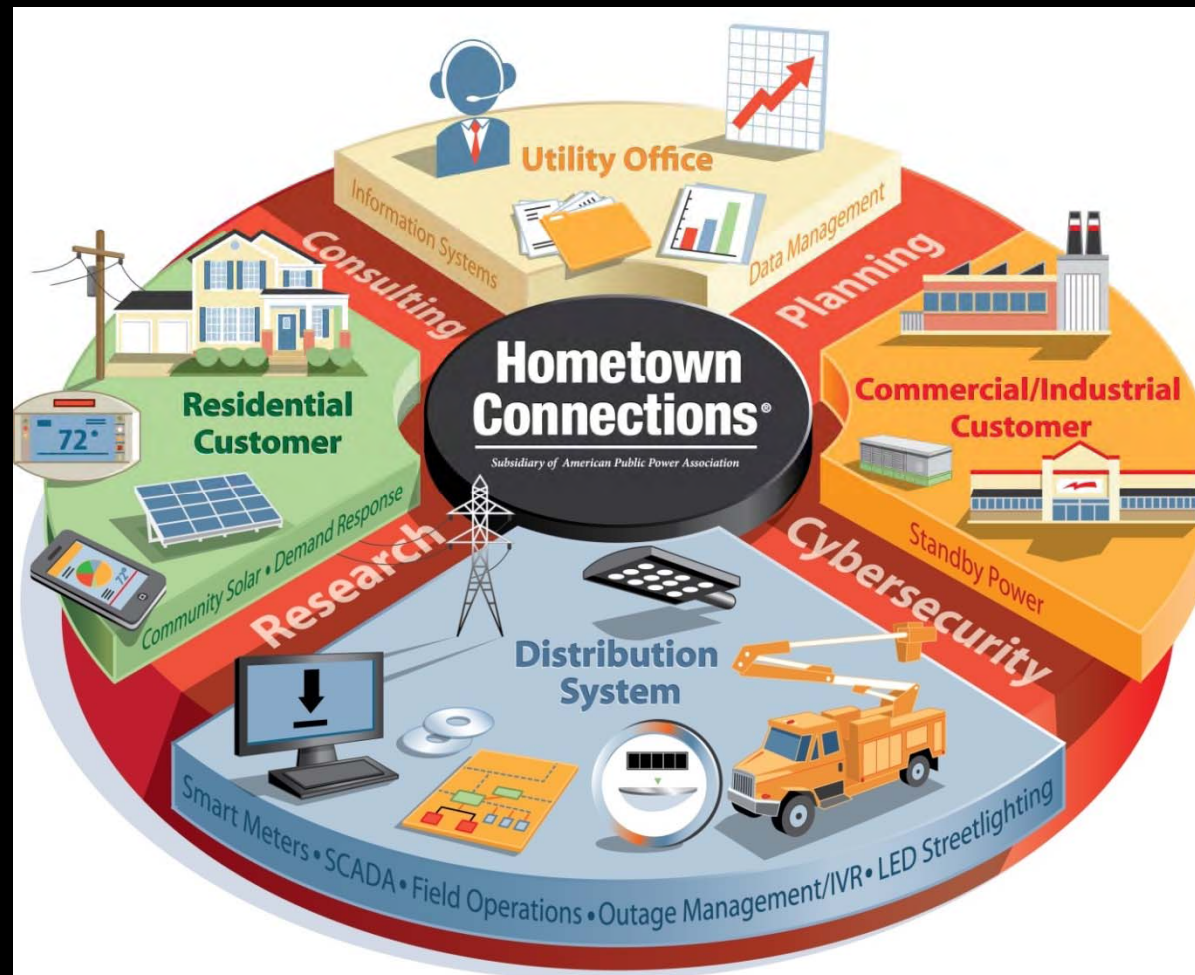 Utility Office
Information Systems
Data Management
Consulting
Planning
Hometown
Connections®
Subsidiary of American Public Power Association
Residential
Customer
72°
Community Solar • Demand Response
72°
Commercial/Industrial
Customer
Standby Power
Research
Cybersecurity
Distribution
System
Smart Meters • SCADA • Field Operations • Outage Management/IVR • LED Streetlighting